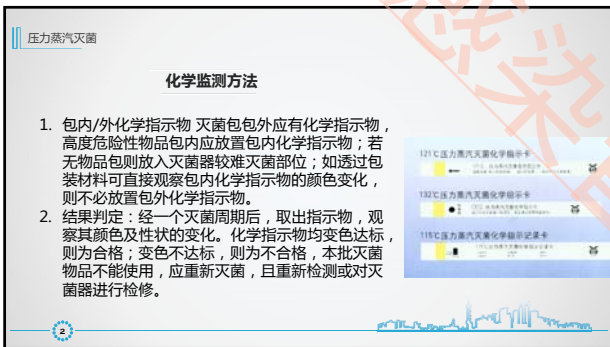 压力蒸汽灭菌
化学监测方法
1. 包内/外化学指示物 灭菌包包外应有化学指示物，
高度危险性物品包内应放置包内化学指示物；若
无物品包则放入灭菌器较难灭菌部位；如透过包
装材料可直接观察包内化学指示物的颜色变化，
则不必放置包外化学指示物。
2. 结果判定：经一个灭菌周期后，取出指示物，观
察其颜色及性状的变化。化学指示物均变色达标，
则为合格；变色不达标，则为不合格，本批灭菌
物品不能使用，应重新灭菌，且重新检测或对灭
菌器进行检修。
121℃压力蒸汽灭菌化学指示卡
132℃压力蒸汽灭菌化学指示卡
115℃压力蒸汽灭菌化学指示记录卡
2
感染